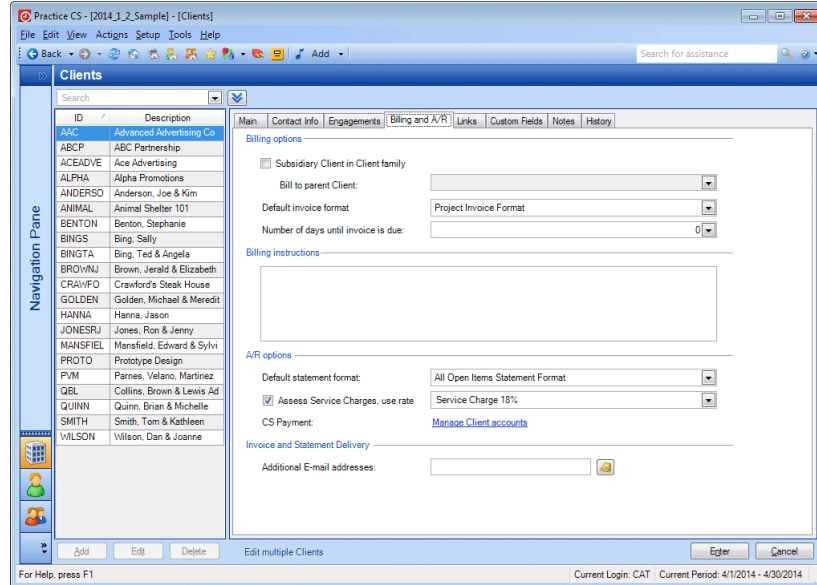 Practice CS - [2014_1_2_Sample] - [Clients]
File Edit View Actions Setup Tools Help
Back Add Search for assistance
Clients
Navigation Pane
Search
ID Description
AAC Advanced Advertising Co
ABCP ABC Partnership
ACEADVE Ace Advertising
ALPHA Alpha Promotions
ANDERSO Anderson, Joe & Kim
ANIMAL Animal Shelter 101
BENTON Benton, Stephanie
BINGS Bing, Sally
BINGTA Bing, Ted & Angela
BROWNJ Brown, Jerald & Elizabeth
CRAWFO Crawford's Steak House
GOLDEN Golden, Michael & Meredit
HANNA Hanna, Jason
JONESRJ Jones, Ron & Jenny
MANSFIEL Mansfield, Edward & Sylvi
PROTO Prototype Design
PVM Parnes, Velano, Martinez
QBL Collins, Brown & Lewis Ad
QUINN Quinn, Brian & Michelle
SMITH Smith, Tom & Kathleen
WILSON Wilson, Dan & Joanne
Main Contact Info Engagements Billing and A/R Links Custom Fields Notes History
Billing options
Subsidiary Client in Client family
Bill to parent Client:
Default invoice format Project Invoice Format
Number of days until invoice is due: 0
Billing instructions
A/R options
Default statement format: All Open Items Statement Format
Assess Service Charges, use rate Service Charge 18%
CS Payment: Manage Client accounts
Invoice and Statement Delivery
Additional E-mail addresses:
Add Edit Delete Edit multiple Clients Enter Cancel
For Help, press F1 Current Login: CAT Current Period: 4/1/2014 - 4/30/2014